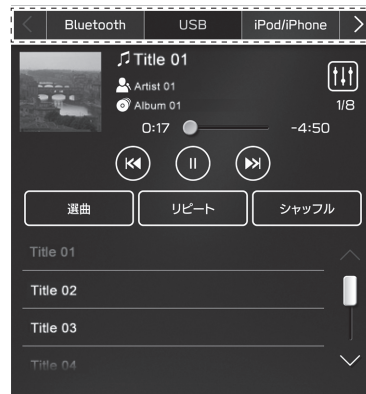 Bluetooth USB iPod/iPhone
Title 01
Artist 01
Album 01
1/8
0:17 -4:50
選曲 リピート シャッフル
Title 01
Title 02
Title 03
Title 04